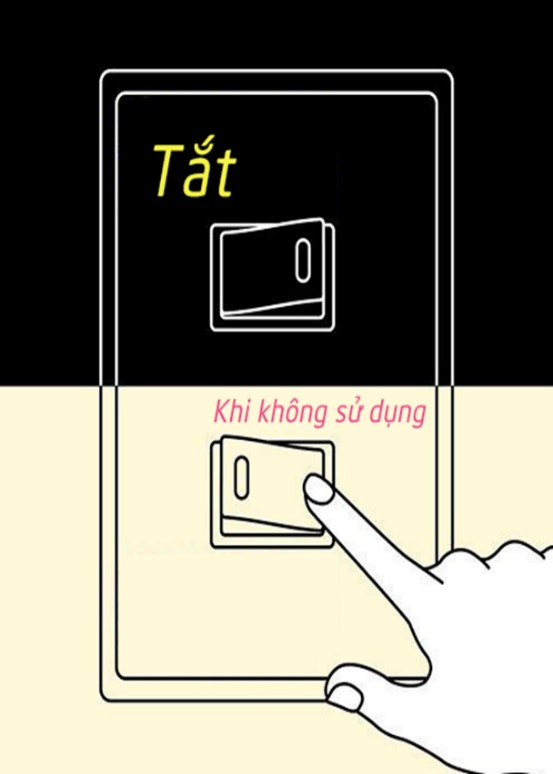 Tắt
Khi không sử dụng